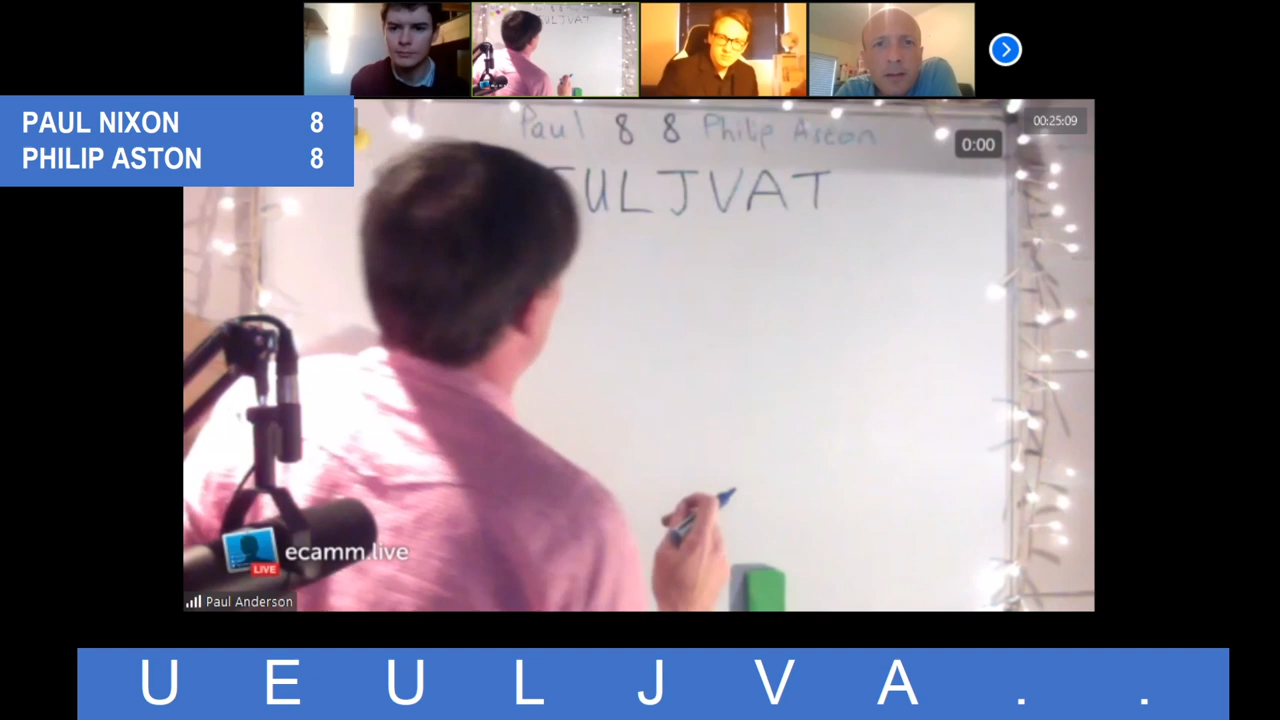 PAUL NIXON 8
PHILIP ASTON 8
00:25:09
0:00
Paul 8 8 Philip Aston
ULJVAT
ecamm.live
LIVE
Paul Anderson
U E U L J V A . .